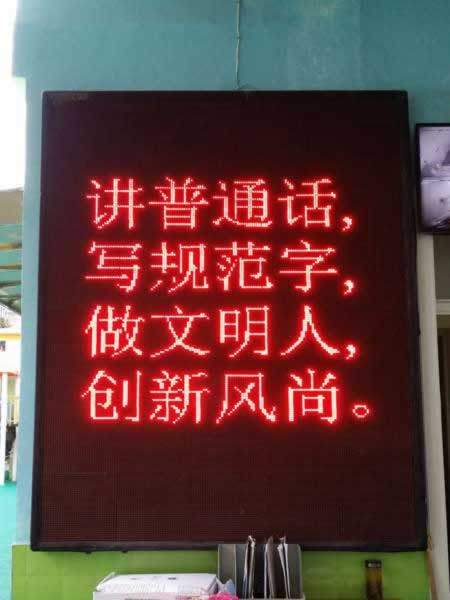 讲普通话,
写规范字,
做文明人,
创新风尚。